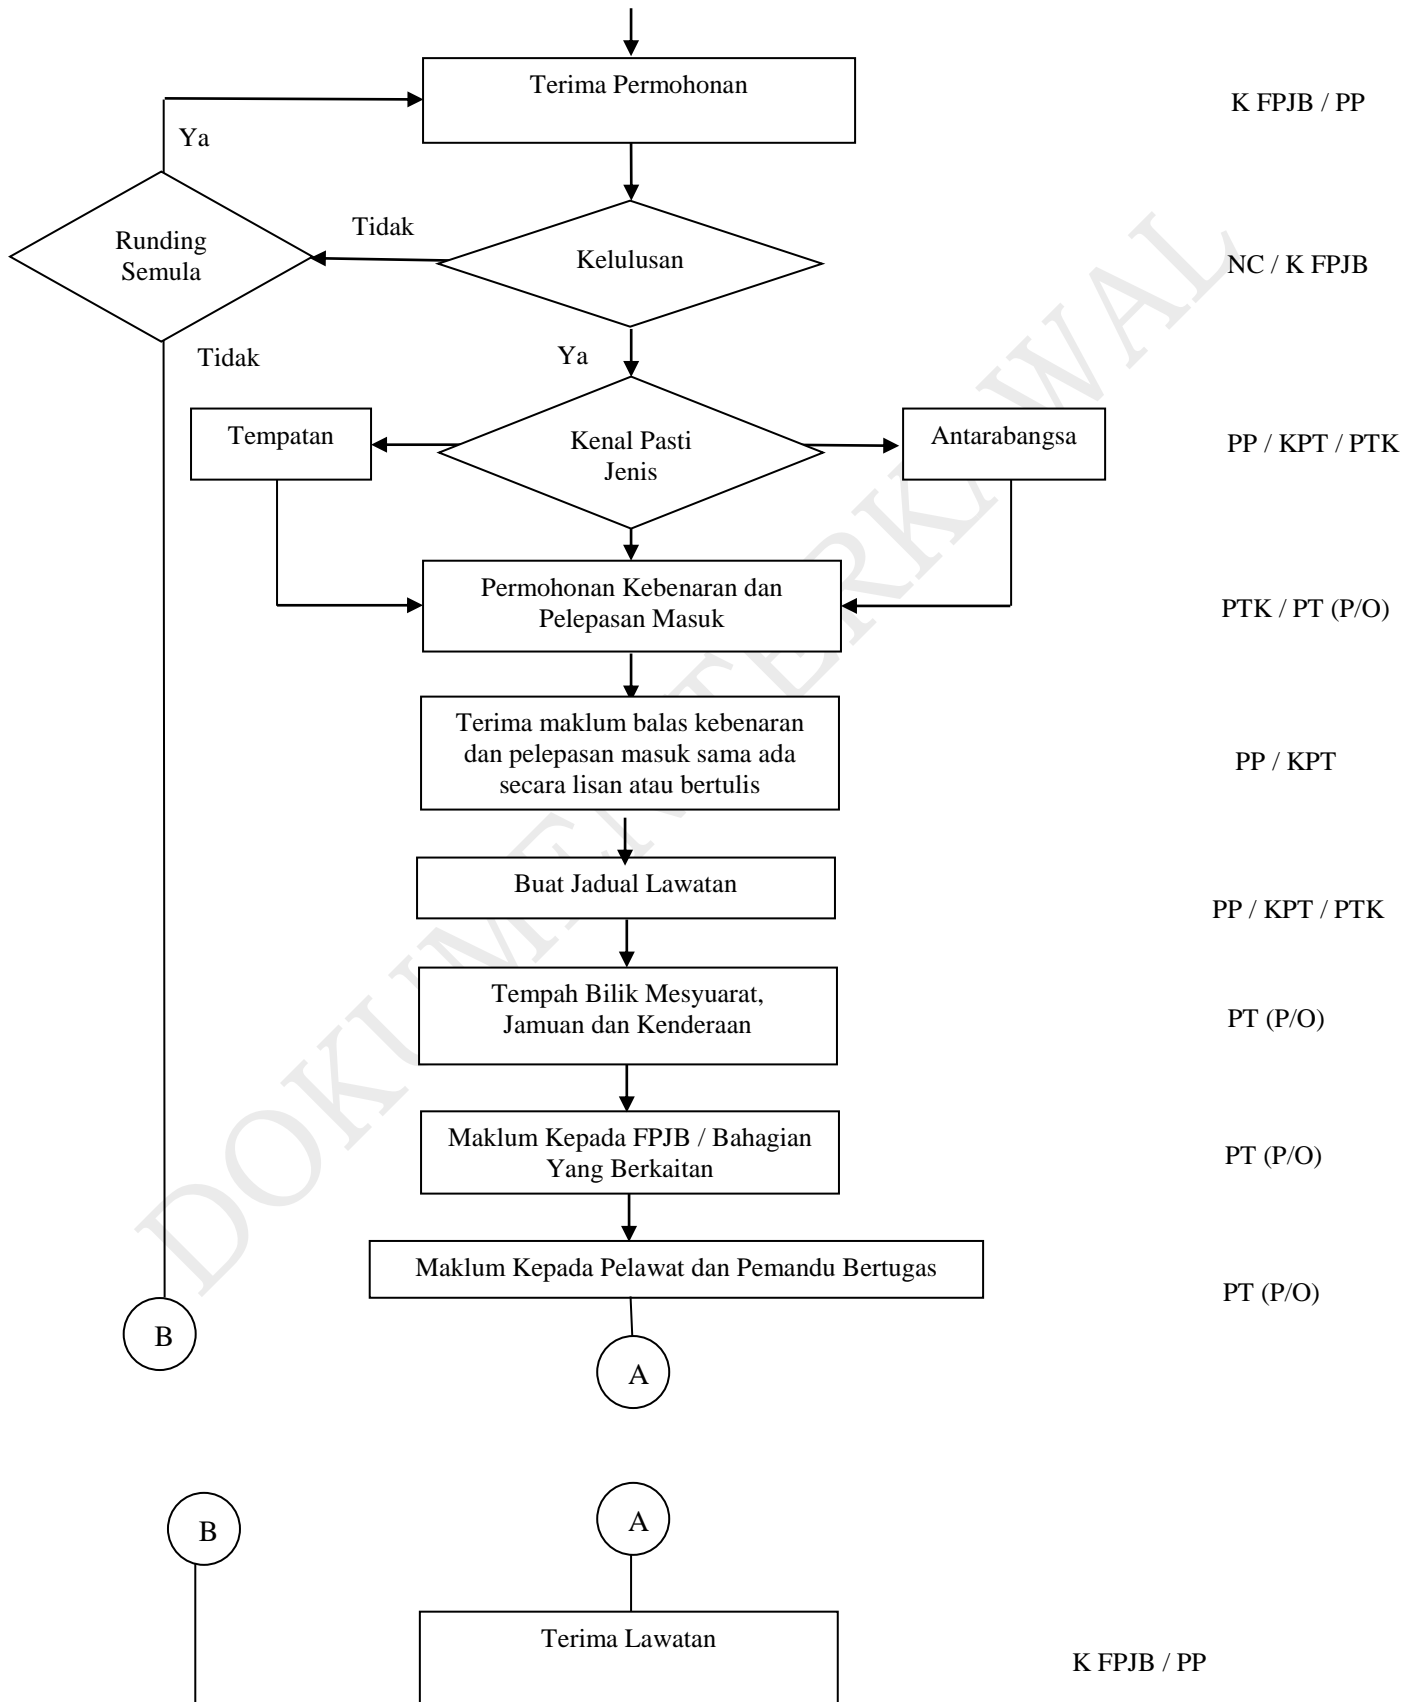 Terima Permohonan
K FPJB / PP
Ya
Runding
Semula
Tidak
Kelulusan
NC / K FPJB
Tidak
Ya
Tempatan
Kenal Pasti
Jenis
Antarabangsa
PP / KPT / PTK
Permohonan Kebenaran dan
Pelepasan Masuk
PTK / PT (P/O)
Terima maklum balas kebenaran
dan pelepasan masuk sama ada
secara lisan atau bertulis
PP / KPT
Buat Jadual Lawatan
PP / KPT / PTK
Tempah Bilik Mesyuarat,
Jamuan dan Kenderaan
PT (P/O)
Maklum Kepada FPJB / Bahagian
Yang Berkaitan
PT (P/O)
Maklum Kepada Pelawat dan Pemandu Bertugas
PT (P/O)
B
A
B
A
Terima Lawatan
K FPJB / PP
DOKUMEN TERKAWAL